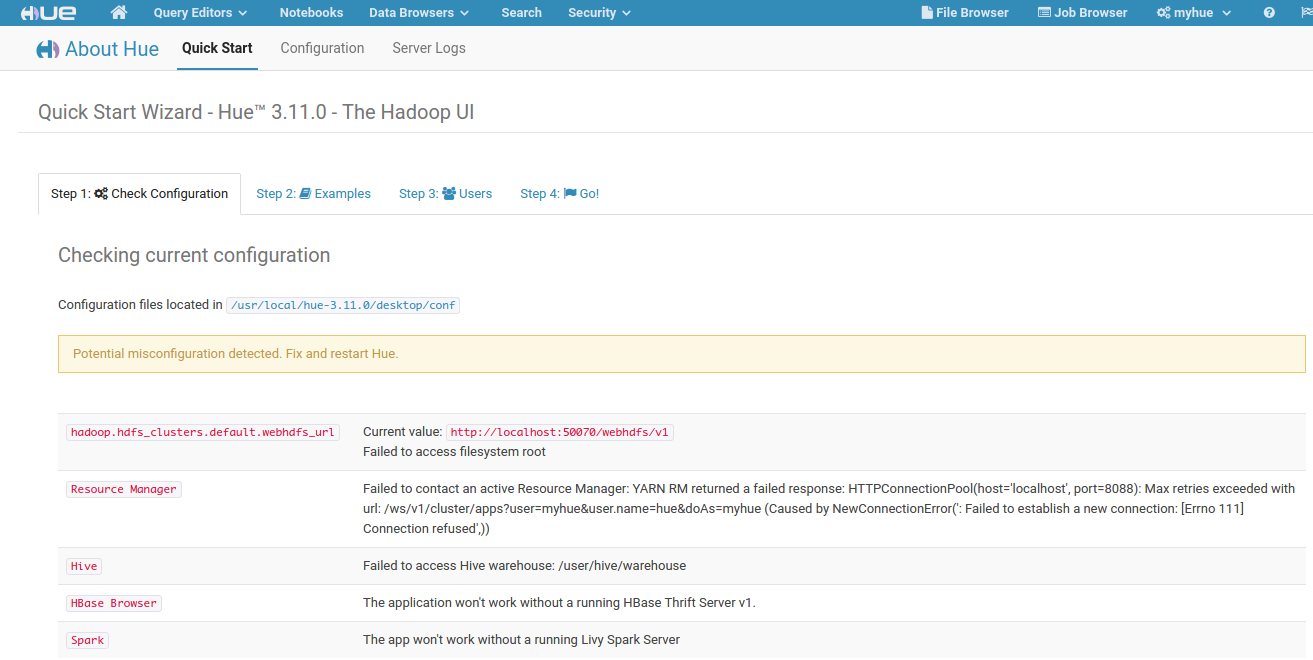 HUE Query Editors Notebooks Data Browsers Search Security File Browser Job Browser myhue
About Hue Quick Start Configuration Server Logs
Quick Start Wizard - Hue™ 3.11.0 - The Hadoop UI
Step 1: Check Configuration Step 2: Examples Step 3: Users Step 4: Go!
Checking current configuration
Configuration files located in /usr/local/hue-3.11.0/desktop/conf
Potential misconfiguration detected. Fix and restart Hue.
hadoop.hdfs_clusters.default.webhdfs_url Current value: http://localhost:50070/webhdfs/v1
Failed to access filesystem root
Resource Manager Failed to contact an active Resource Manager: YARN RM returned a failed response: HTTPConnectionPool(host='localhost', port=8088): Max retries exceeded with
url: /ws/v1/cluster/apps?user=myhue&user.name=hue&doAs=myhue (Caused by NewConnectionError(': Failed to establish a new connection: [Errno 111]
Connection refused',))
Hive Failed to access Hive warehouse: /user/hive/warehouse
HBase Browser The application won't work without a running HBase Thrift Server v1.
Spark The app won't work without a running Livy Spark Server